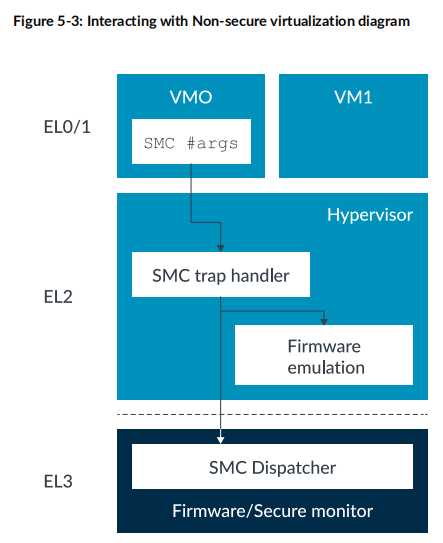 Figure 5-3: Interacting with Non-secure virtualization diagram
VM0
VM1
EL0/1
SMC #args
Hypervisor
SMC trap handler
EL2
Firmware
emulation
SMC Dispatcher
EL3
Firmware/Secure monitor